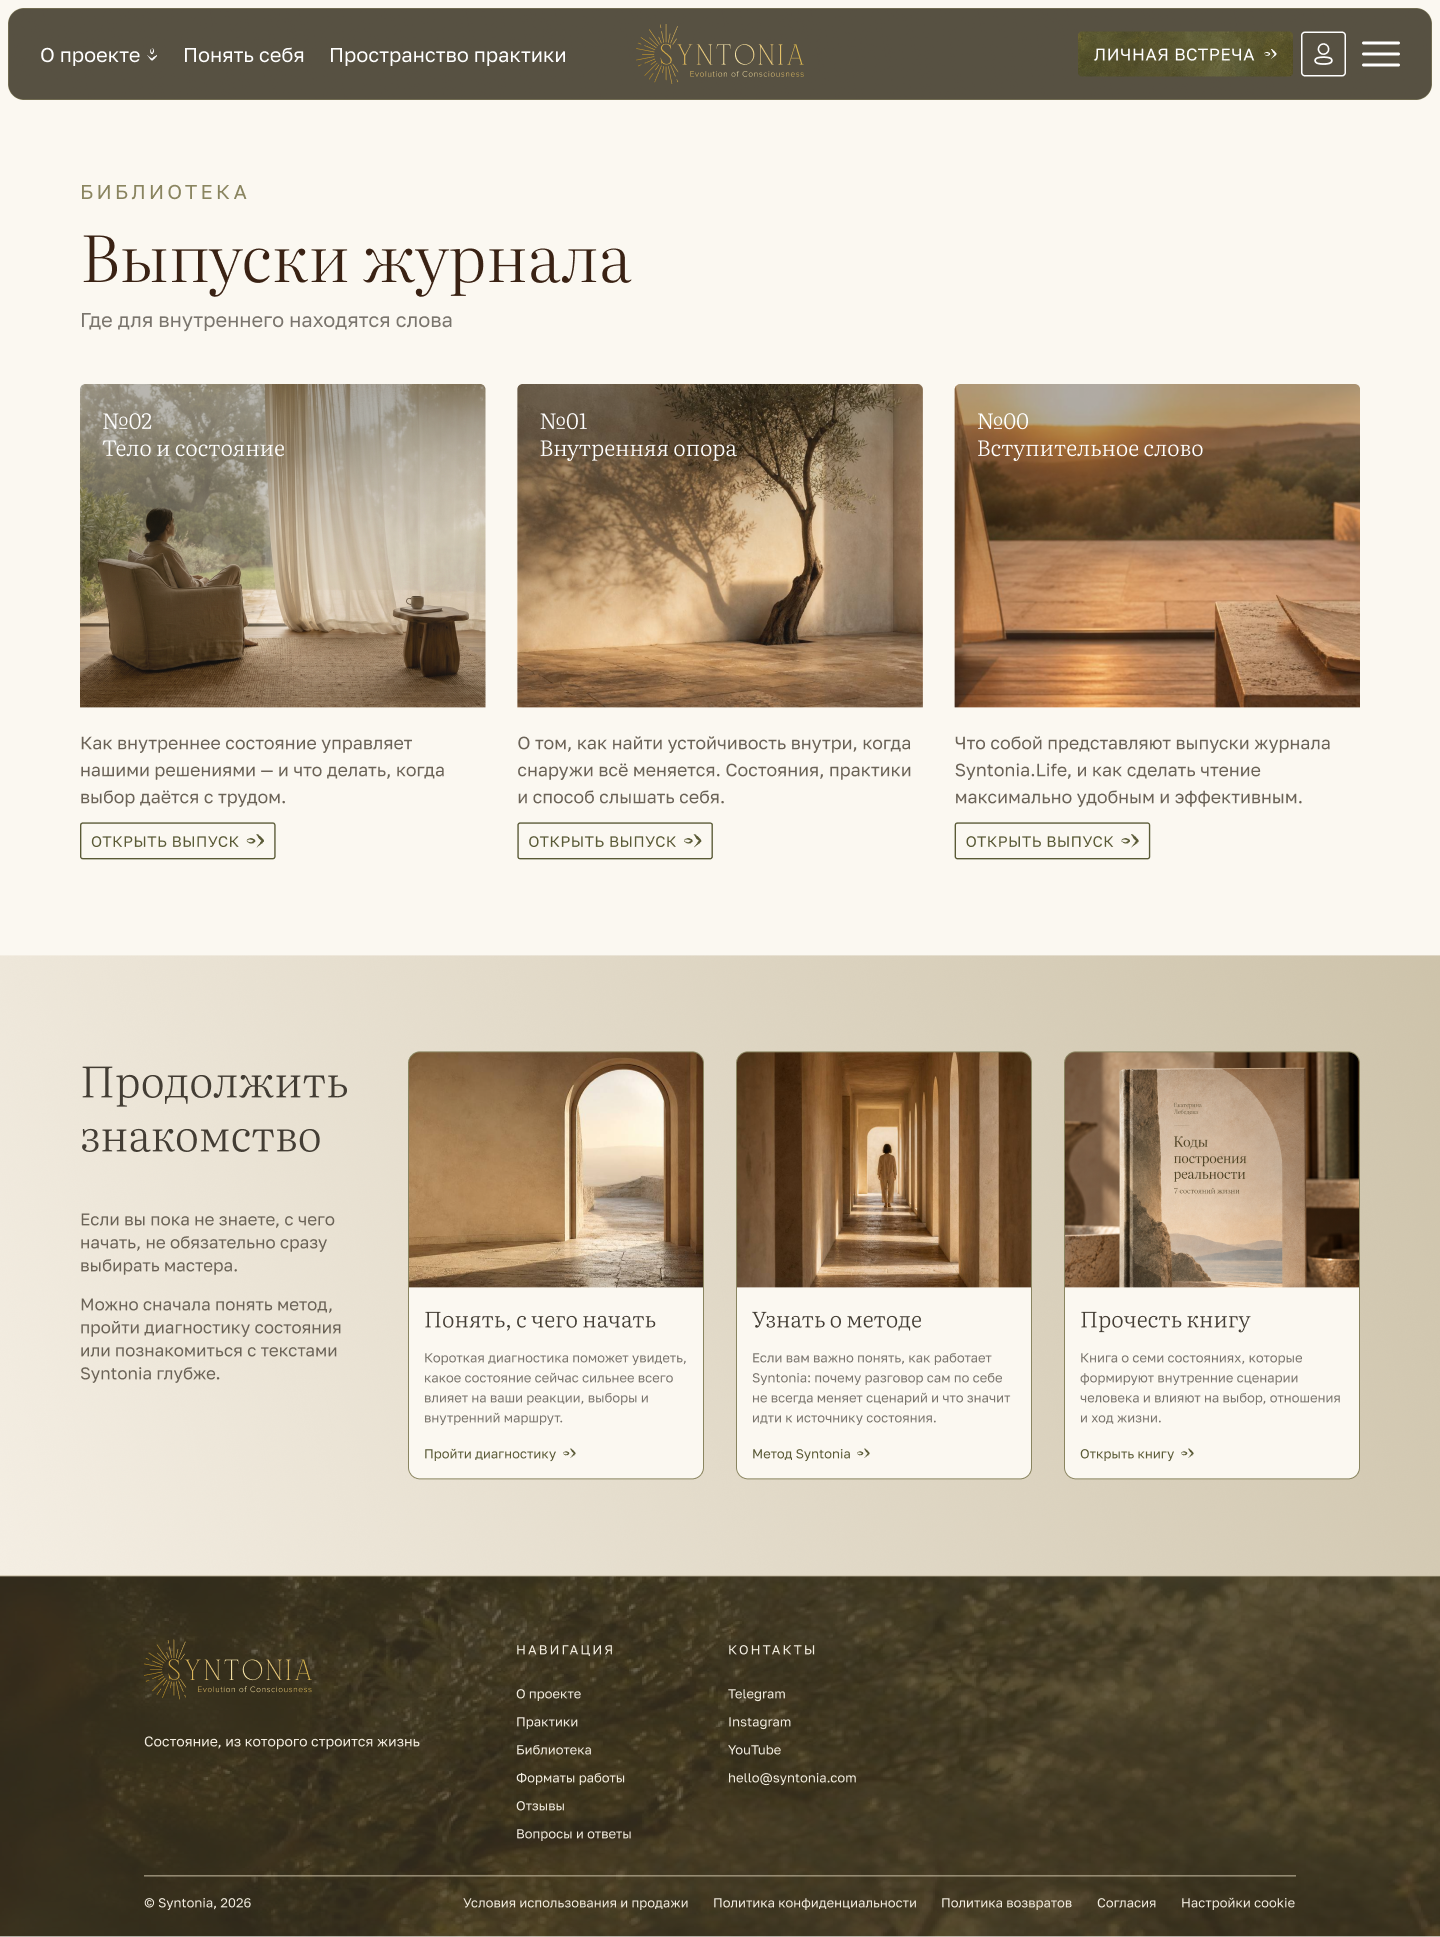 О проекте
Понять себя
Пространство практики
SYNTONIA
Evolution of Consciousness
ЛИЧНАЯ ВСТРЕЧА
БИБЛИОТЕКА
Выпуски журнала
Где для внутреннего находятся слова
№02
Тело и состояние
Как внутреннее состояние управляет
нашими решениями — и что делать, когда
выбор даётся с трудом.
ОТКРЫТЬ ВЫПУСК
№01
Внутренняя опора
О том, как найти устойчивость внутри, когда
снаружи всё меняется. Состояния, практики
и способ слышать себя.
ОТКРЫТЬ ВЫПУСК
№00
Вступительное слово
Что собой представляют выпуски журнала
Syntonia.Life, и как сделать чтение
максимально удобным и эффективным.
ОТКРЫТЬ ВЫПУСК
Продолжить
знакомство
Если вы пока не знаете, с чего
начать, не обязательно сразу
выбирать мастера.
Можно сначала понять метод,
пройти диагностику состояния
или познакомиться с текстами
Syntonia глубже.
Понять, с чего начать
Короткая диагностика поможет увидеть,
какое состояние сейчас сильнее всего
влияет на ваши реакции, выборы и
внутренний маршрут.
Пройти диагностику
Узнать о методе
Если вам важно понять, как работает
Syntonia: почему разговор сам по себе
не всегда меняет сценарий и что значит
идти к источнику состояния.
Метод Syntonia
Екатерина
Лебедева
Коды
построения
реальности
7 состояний жизни
Прочесть книгу
Книга о семи состояниях, которые
формируют внутренние сценарии
человека и влияют на выбор, отношения
и ход жизни.
Открыть книгу
SYNTONIA
Evolution of Consciousness
Состояние, из которого строится жизнь
НАВИГАЦИЯ
О проекте
Практики
Библиотека
Форматы работы
Отзывы
Вопросы и ответы
КОНТАКТЫ
Telegram
Instagram
YouTube
hello@syntonia.com
© Syntonia, 2026
Условия использования и продажи
Политика конфиденциальности
Политика возвратов
Согласия
Настройки cookie